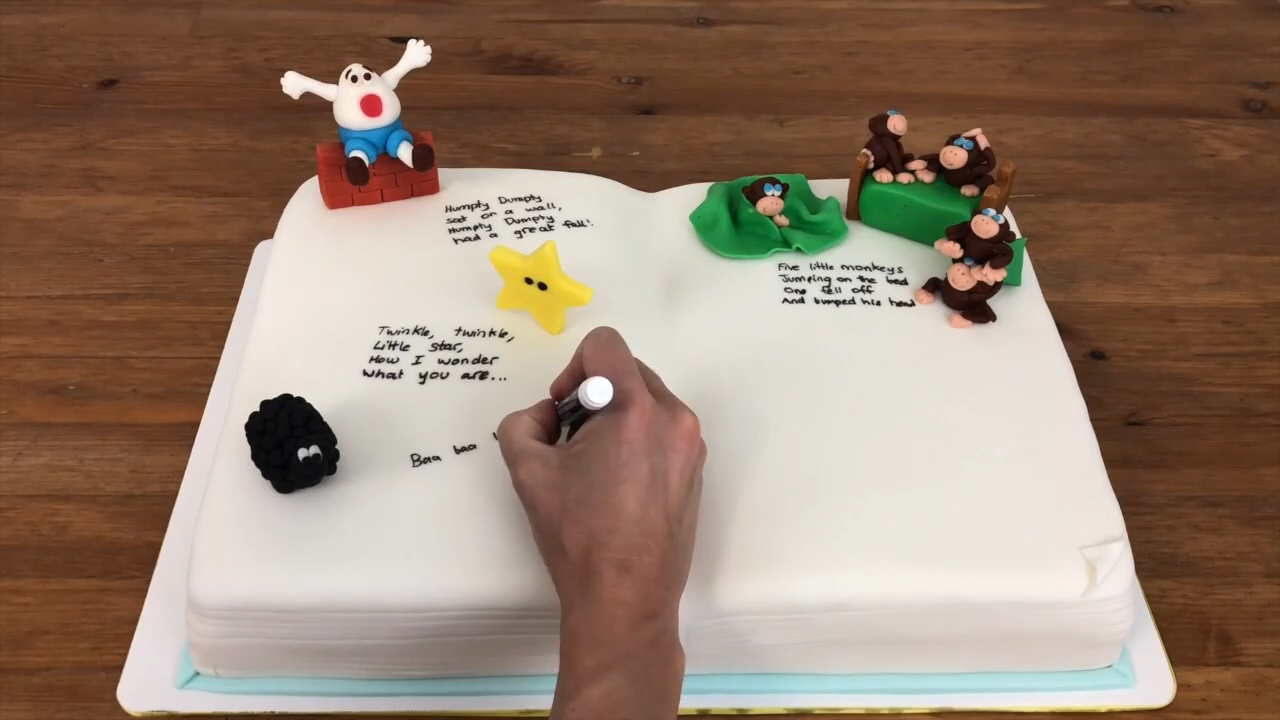 Humpty Dumpty
sat on a wall,
Humpty Dumpty
had a great fall!
Twinkle, twinkle,
Little star,
How I wonder
What you are...
Baa baa
Five little monkeys
Jumping on the bed
One fell off
And bumped his head